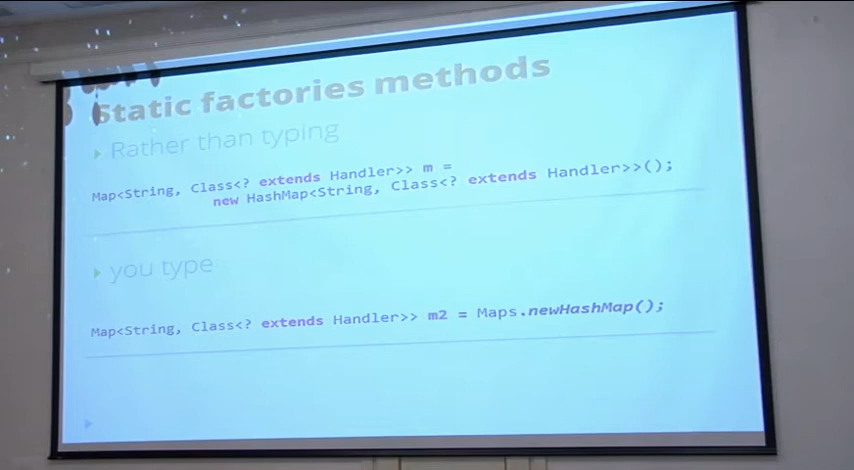 Static factories methods
Rather than typing
Map<String, Class<? extends Handler>> m =
new HashMap<String, Class<? extends Handler>>();
you type
Map<String, Class<? extends Handler>> m2 = Maps.newHashMap();